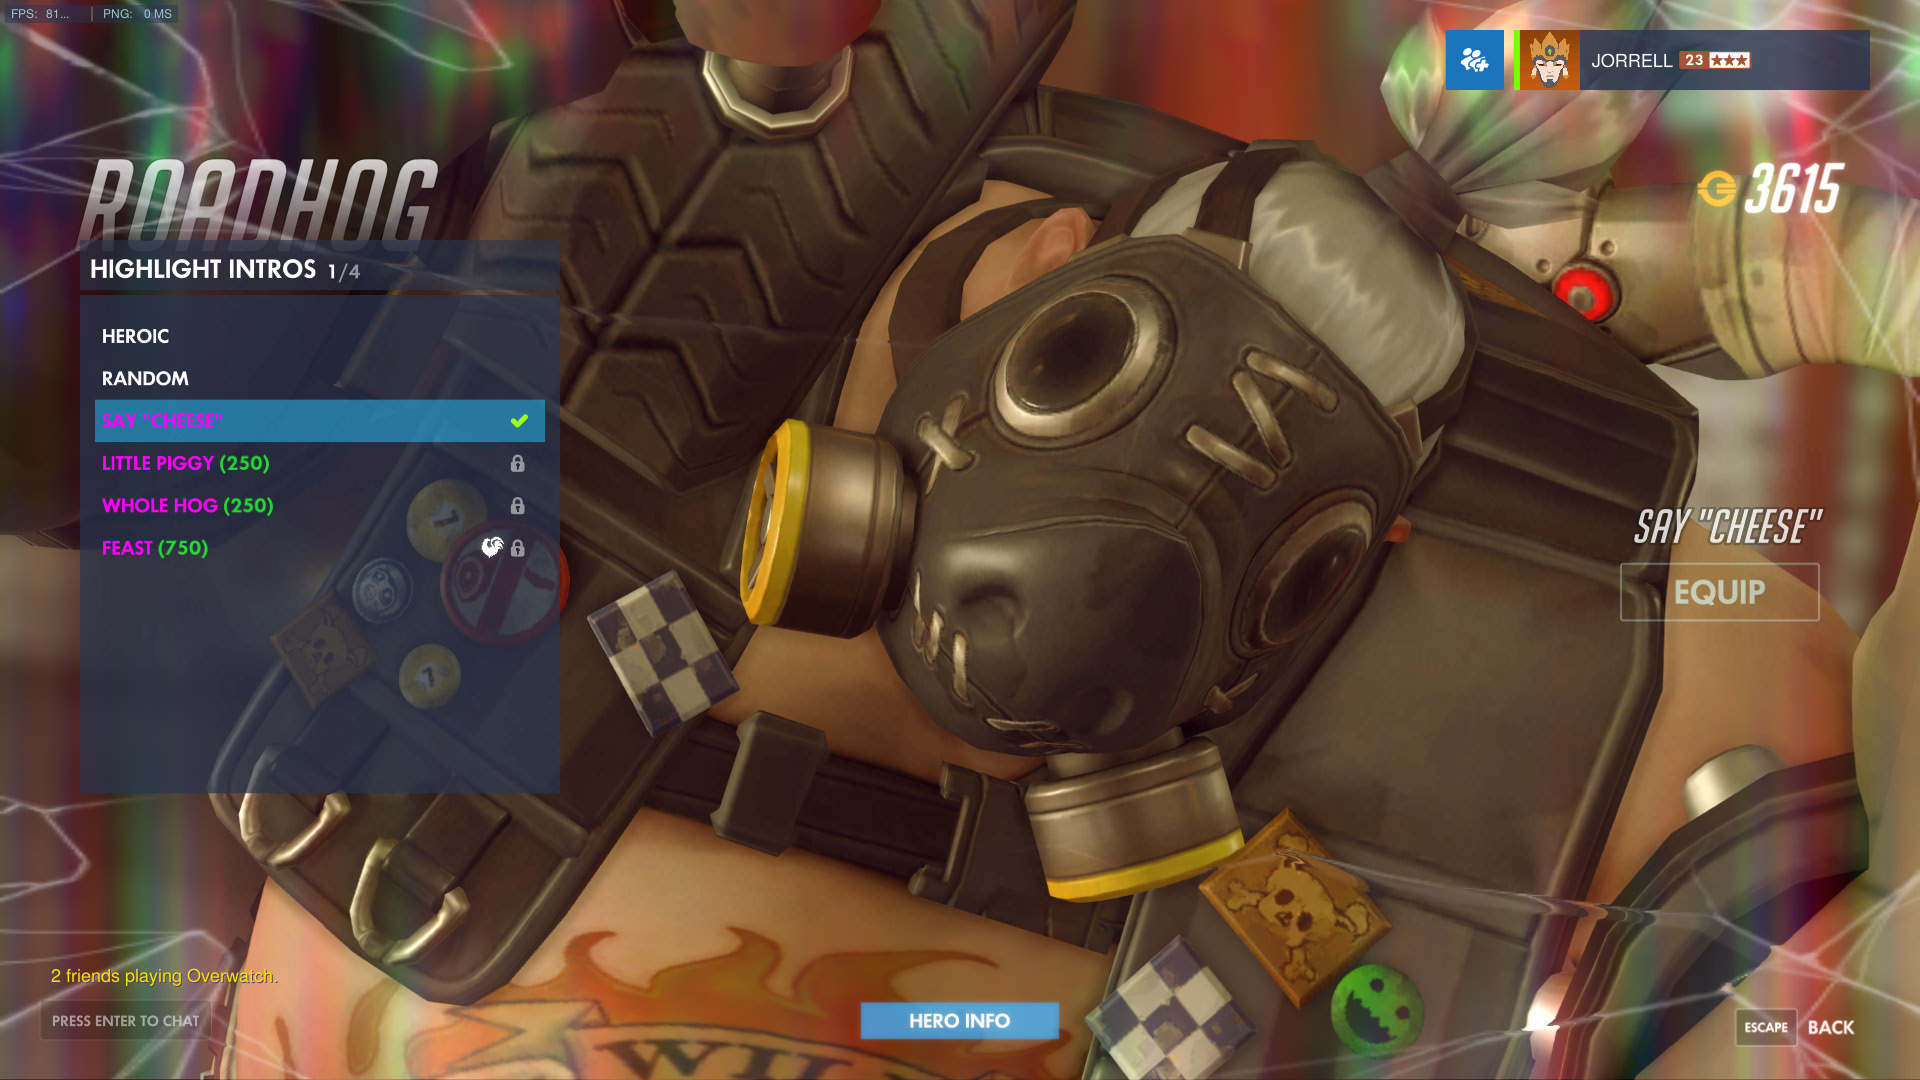 FPS: 81... | PNG: 0 MS
JORRELL 23
3615
ROADHOG
HIGHLIGHT INTROS 1/4
HEROIC
RANDOM
SAY "CHEESE"
LITTLE PIGGY (250)
WHOLE HOG (250)
FEAST (750)
SAY "CHEESE"
EQUIP
2 friends playing Overwatch.
PRESS ENTER TO CHAT
HERO INFO
ESCAPE BACK